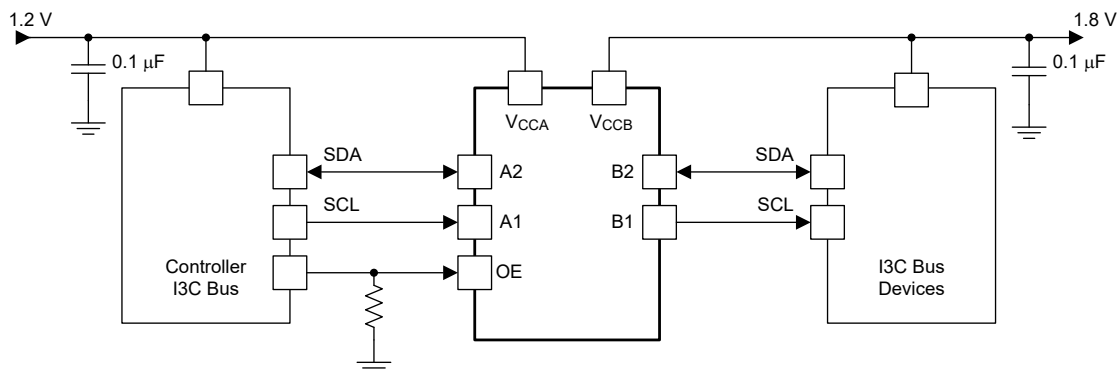 1.2 V
1.8 V
0.1 μF
0.1 μF
VCCA
VCCB
SDA
A2
B2
SDA
SCL
A1
B1
SCL
OE
Controller
I3C Bus
I3C Bus
Devices